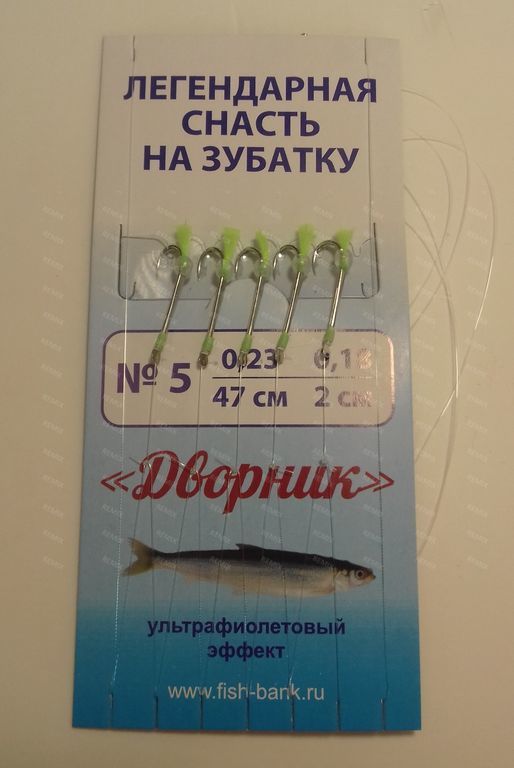 ЛЕГЕНДАРНАЯ
СНАСТЬ
НА ЗУБАТКУ
№ 5
0,23 0,18
47 см 2 см
«Дворник»
ультрафиолетовый
эффект
www.fish-bank.ru